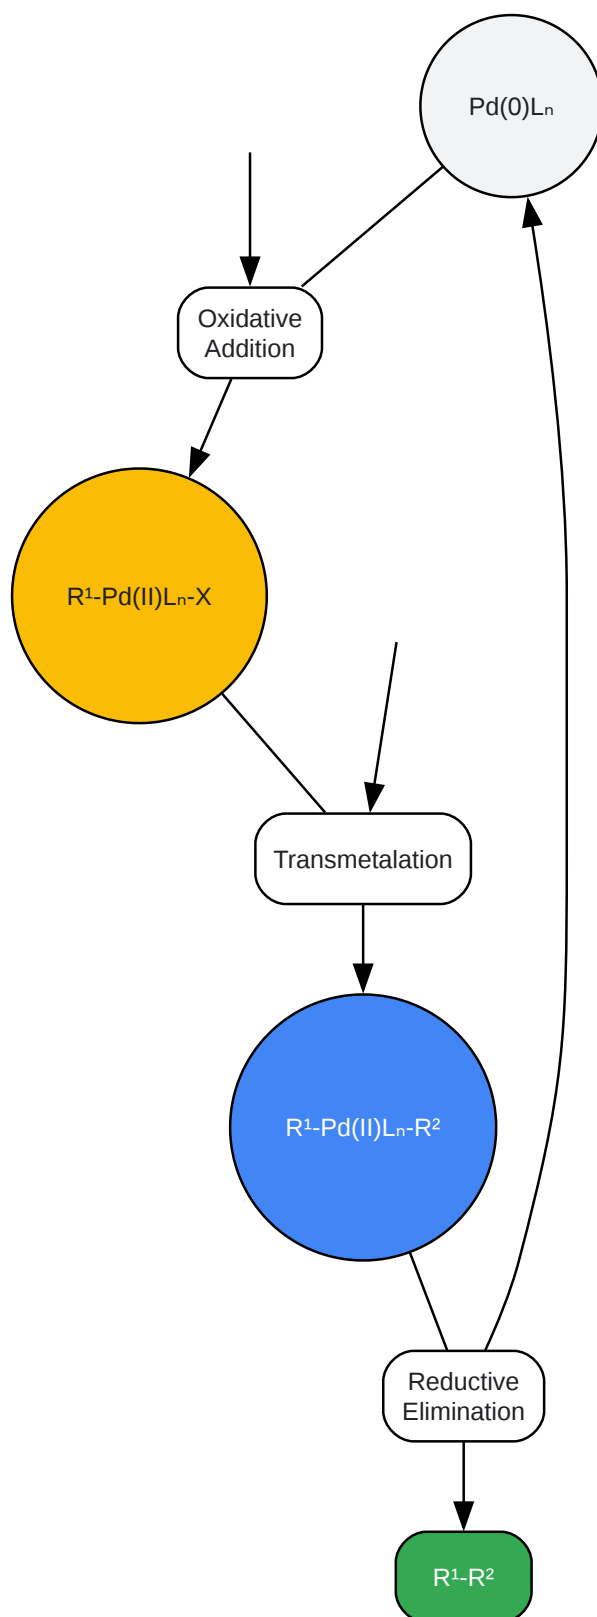 Pd(0)Lₙ
Oxidative
Addition
R¹-Pd(II)Lₙ-X
Transmetalation
R¹-Pd(II)Lₙ-R²
Reductive
Elimination
R¹-R²